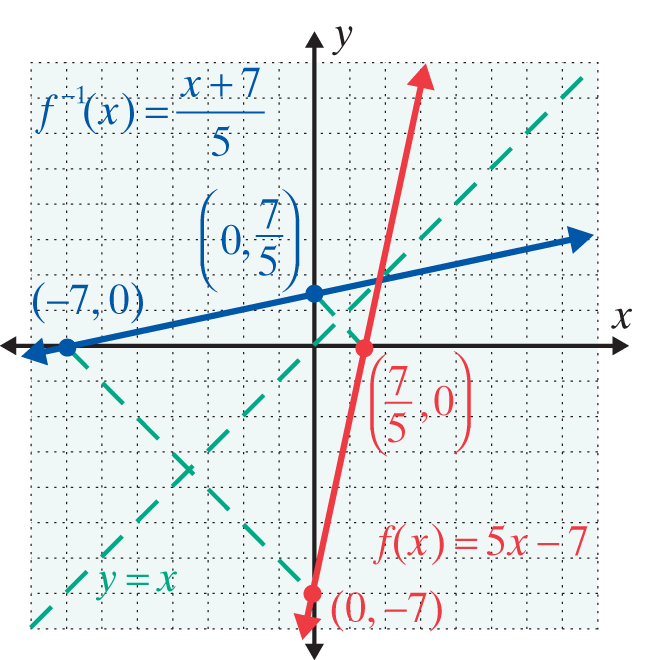 y
f⁻¹(x) = (x + 7)/5
(0, 7/5)
(–7, 0)
x
(7/5, 0)
f(x) = 5x – 7
y = x
(0, –7)